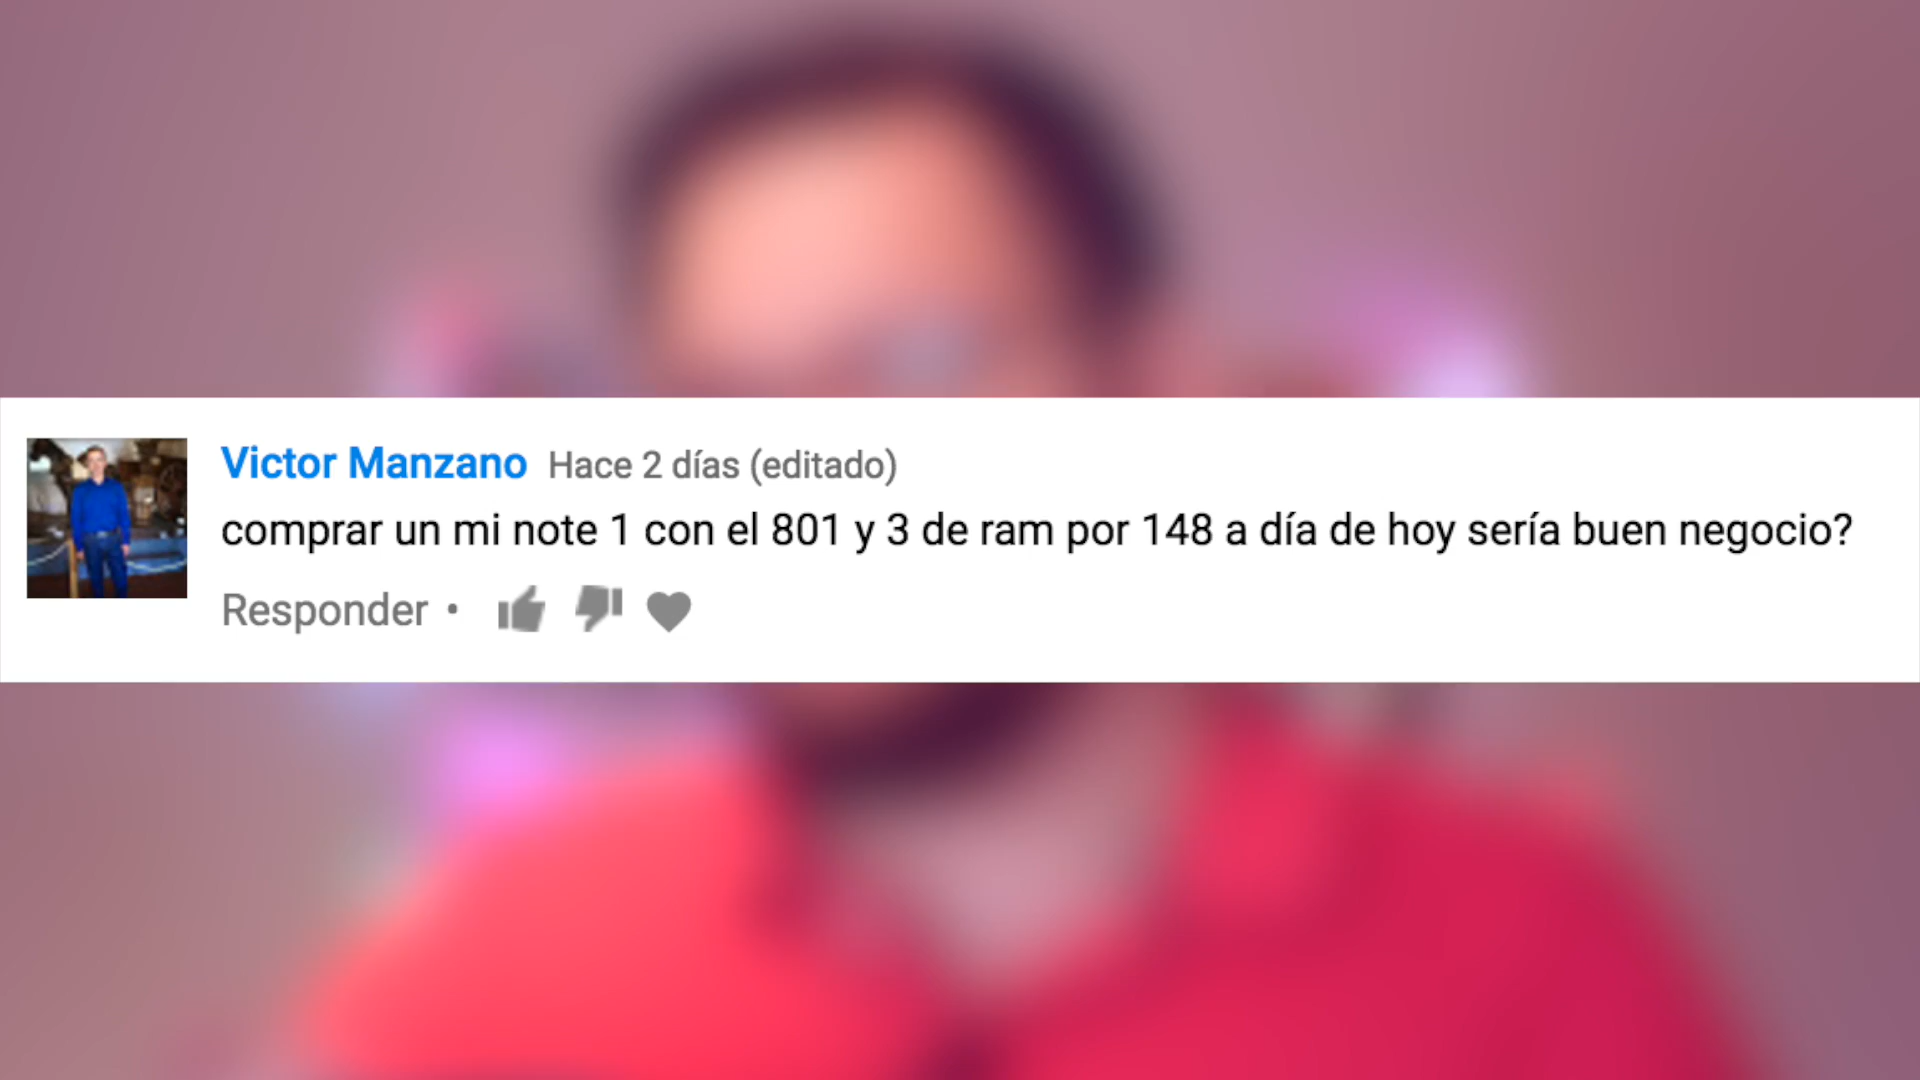 Victor Manzano Hace 2 días (editado)
comprar un mi note 1 con el 801 y 3 de ram por 148 a día de hoy sería buen negocio?
Responder •